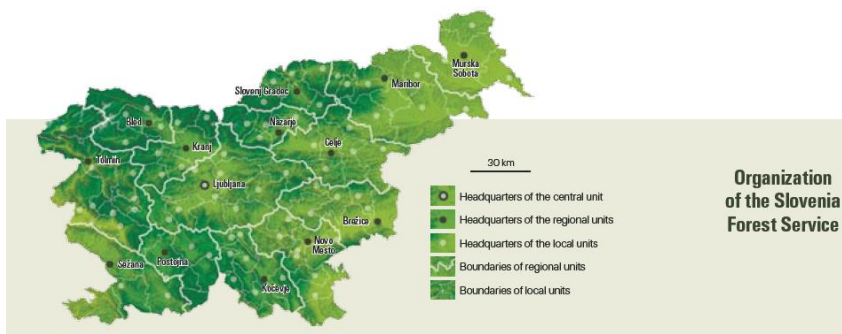 Murska
Sobota
Maribor
Slovenj Gradec
Bled
Nazarje
Kranj
Celje
Tolmin
Ljubljana
30 km
Organization
of the Slovenia
Forest Service
Headquarters of the central unit
Headquarters of the regional units
Headquarters of the local units
Boundaries of regional units
Boundaries of local units
Brežice
Novo
Mesto
Postojna
Sežana
Kočevje